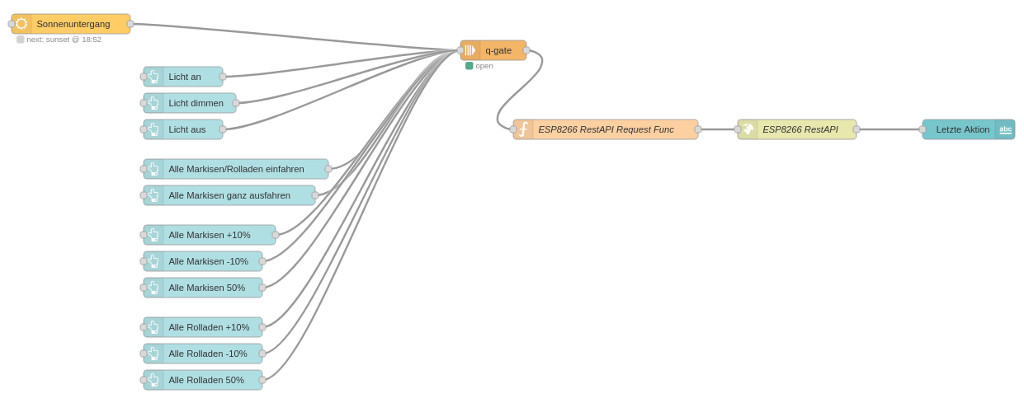 Sonnenuntergang
next: sunset @ 18:52
q-gate
open
Licht an
Licht dimmen
Licht aus
ESP8266 RestAPI Request Func
ESP8266 RestAPI
Letzte Aktion
abc
Alle Markisen/Rolladen einfahren
Alle Markisen ganz ausfahren
Alle Markisen +10%
Alle Markisen -10%
Alle Markisen 50%
Alle Rolladen +10%
Alle Rolladen -10%
Alle Rolladen 50%